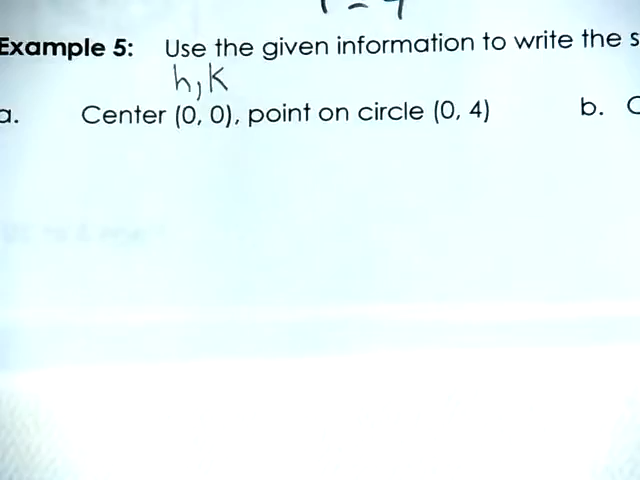 Example 5: Use the given information to write the s
h,k
a. Center (0, 0), point on circle (0, 4) b. C